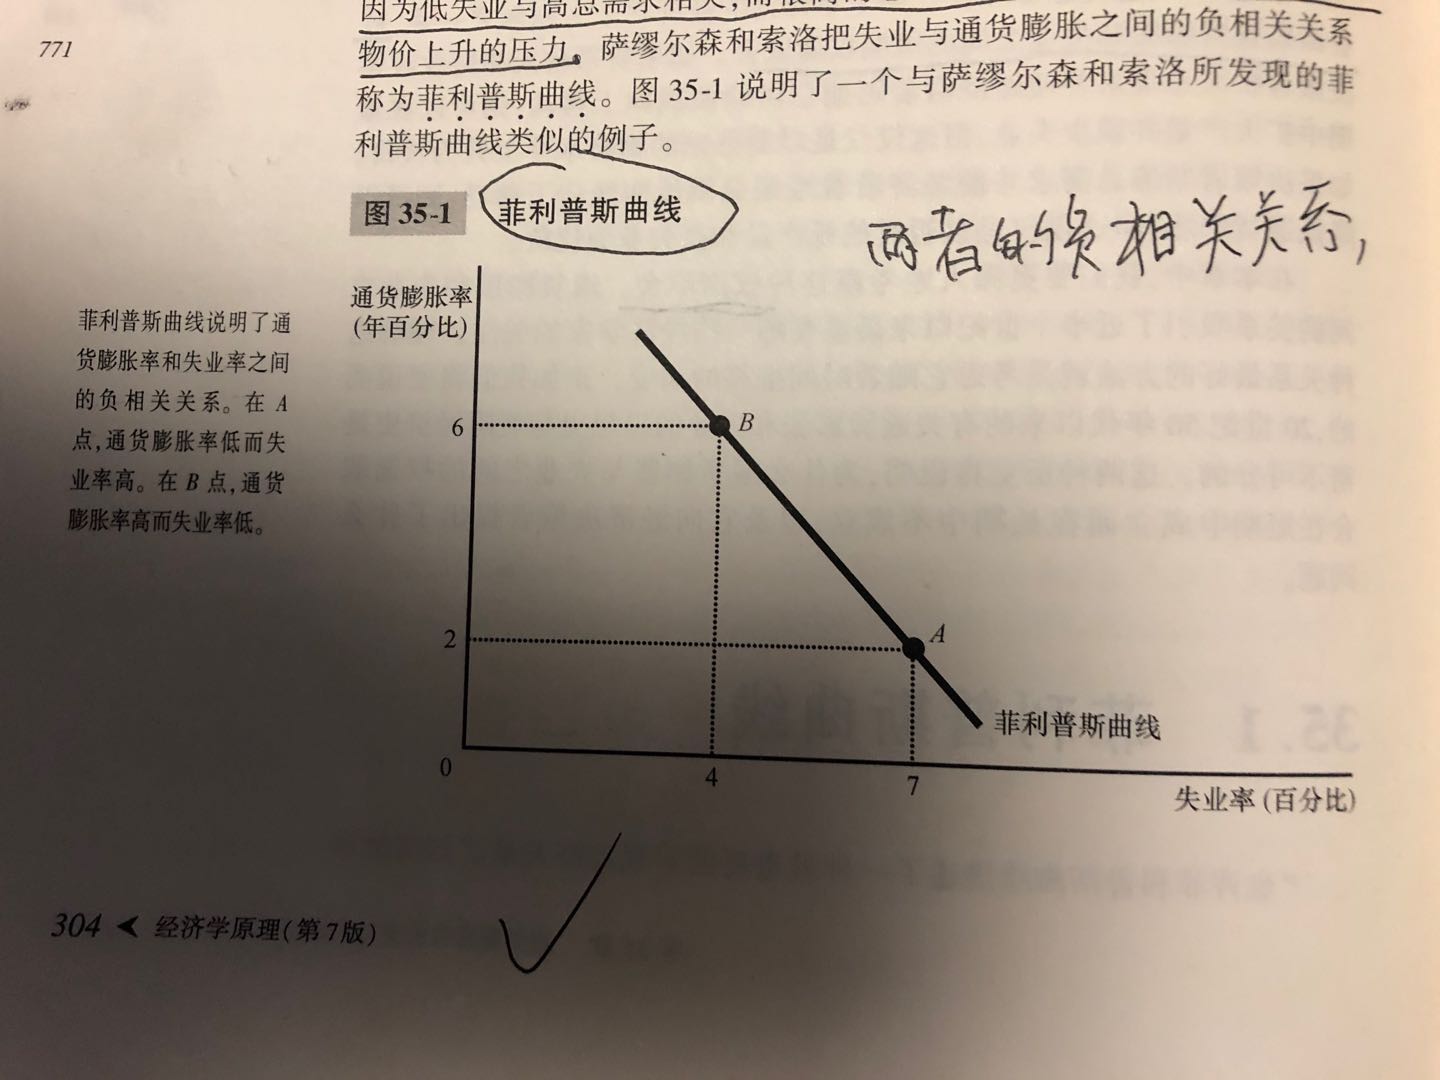 因为低失业与高总需求相关,而很高的
771
物价上升的压力。萨缪尔森和索洛把失业与通货膨胀之间的负相关关系
称为菲利普斯曲线。图 35-1 说明了一个与萨缪尔森和索洛所发现的菲
利普斯曲线类似的例子。
图 35-1
菲利普斯曲线
两者的负相关关系,
通货膨胀率
(年百分比)
菲利普斯曲线说明了通
货膨胀率和失业率之间
的负相关关系。在 A
点,通货膨胀率低而失
业率高。在 B 点,通货
膨胀率高而失业率低。
6
B
2
A
菲利普斯曲线
0
4
7
失业率 (百分比)
304
经济学原理(第7版)